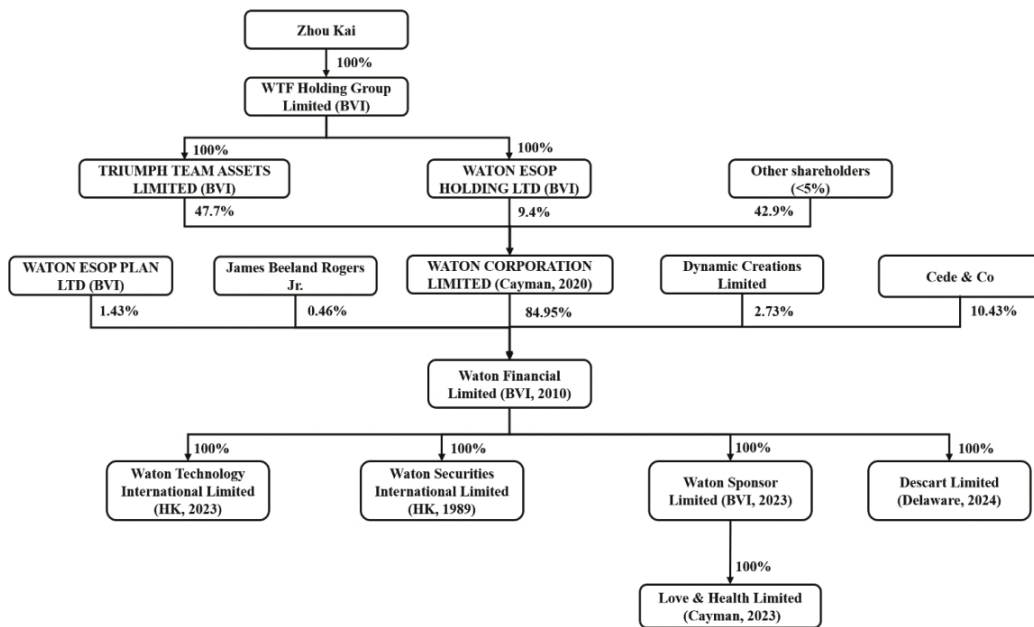 Zhou Kai
100%
WTF Holding Group
Limited (BVI)
100%
100%
TRIUMPH TEAM ASSETS
LIMITED (BVI)
WATON ESOP
HOLDING LTD (BVI)
Other shareholders
(<5%)
47.7%
9.4%
42.9%
WATON ESOP PLAN
LTD (BVI)
James Beeland Rogers
Jr.
WATON CORPORATION
LIMITED (Cayman, 2020)
Dynamic Creations
Limited
Cede & Co
1.43%
0.46%
84.95%
2.73%
10.43%
Waton Financial
Limited (BVI, 2010)
100%
100%
100%
100%
Waton Technology
International Limited
(HK, 2023)
Waton Securities
International Limited
(HK, 1989)
Waton Sponsor
Limited (BVI, 2023)
Descart Limited
(Delaware, 2024)
100%
Love & Health Limited
(Cayman, 2023)